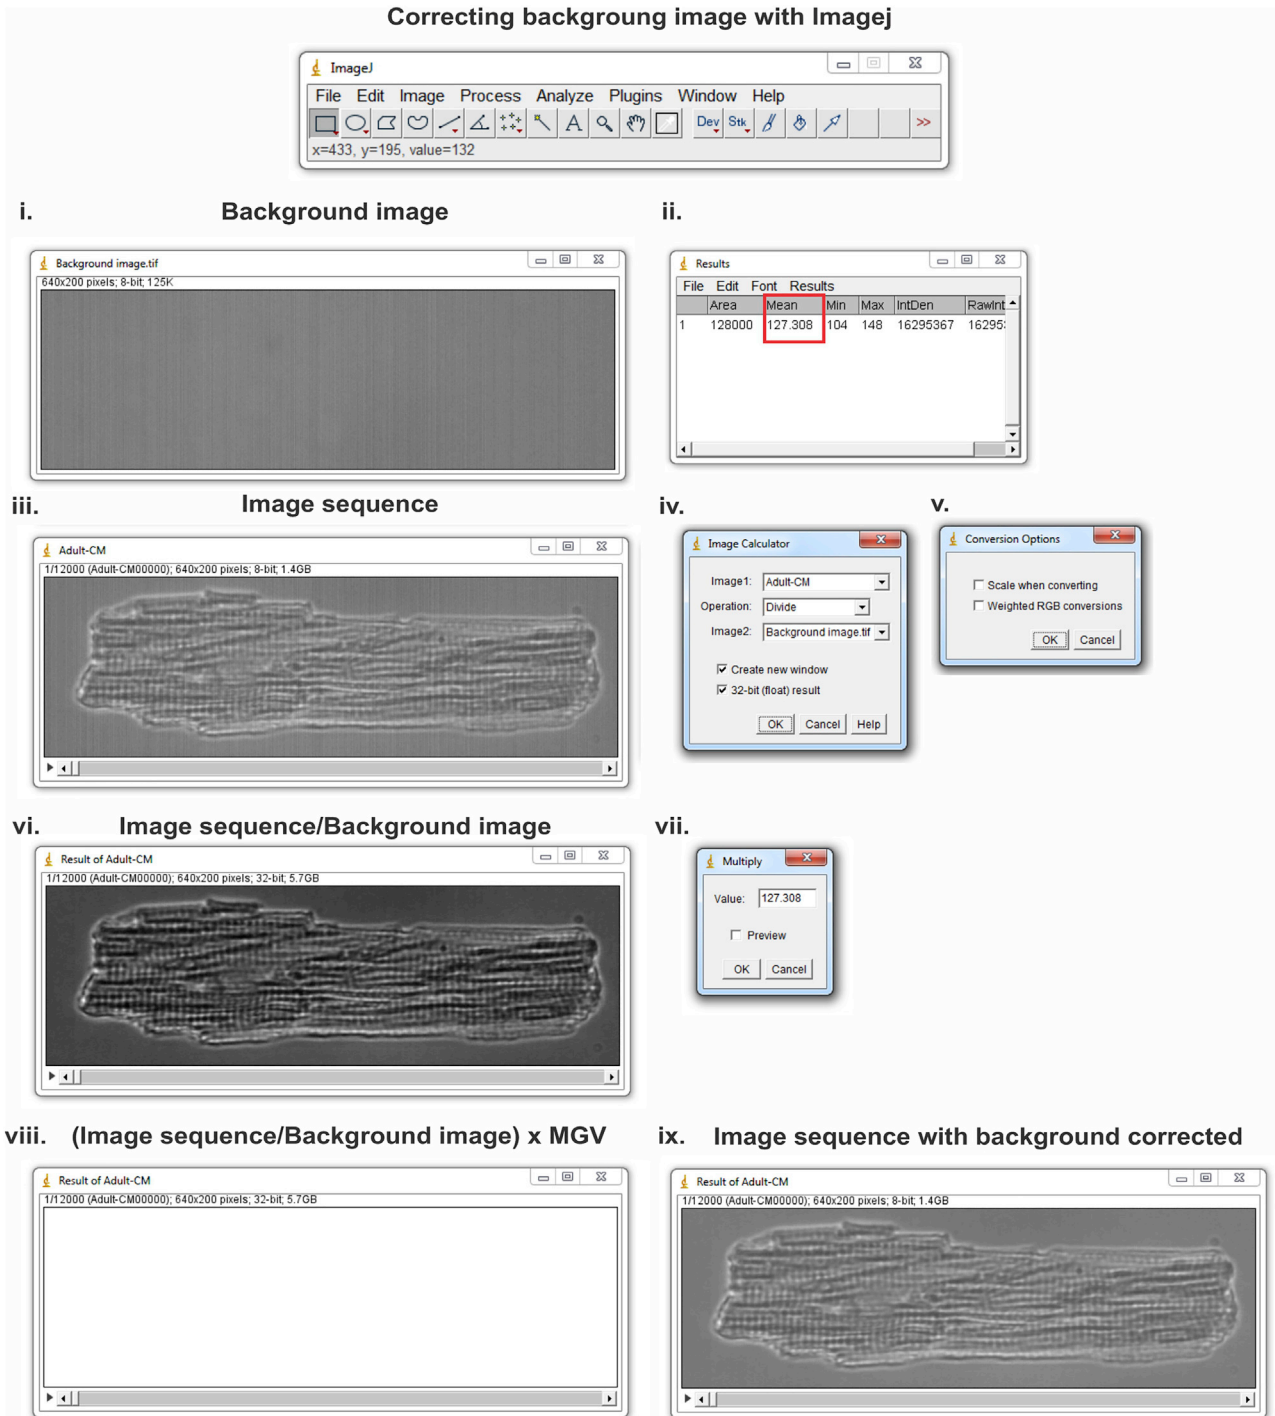 Correcting backgroung image with Imagej
ImageJ
File Edit Image Process Analyze Plugins Window Help
A Dev Stk >>
x=433, y=195, value=132
i. Background image
Background image.tif
640x200 pixels; 8-bit; 125K
ii.
Results
File Edit Font Results
Area Mean Min Max IntDen RawInt
1 128000 127.308 104 148 16295367 16295
iii. Image sequence
Adult-CM
1/12000 (Adult-CM00000); 640x200 pixels; 8-bit; 1.4GB
iv.
Image Calculator
Image1: Adult-CM
Operation: Divide
Image2: Background image.tif
Create new window
32-bit (float) result
OK Cancel Help
v.
Conversion Options
Scale when converting
Weighted RGB conversions
OK Cancel
vi. Image sequence/Background image
Result of Adult-CM
1/12000 (Adult-CM00000); 640x200 pixels; 32-bit; 5.7GB
vii.
Multiply
Value: 127.308
Preview
OK Cancel
viii. (Image sequence/Background image) x MGV
Result of Adult-CM
1/12000 (Adult-CM00000); 640x200 pixels; 32-bit; 5.7GB
ix. Image sequence with background corrected
Result of Adult-CM
1/12000 (Adult-CM00000); 640x200 pixels; 8-bit; 1.4GB